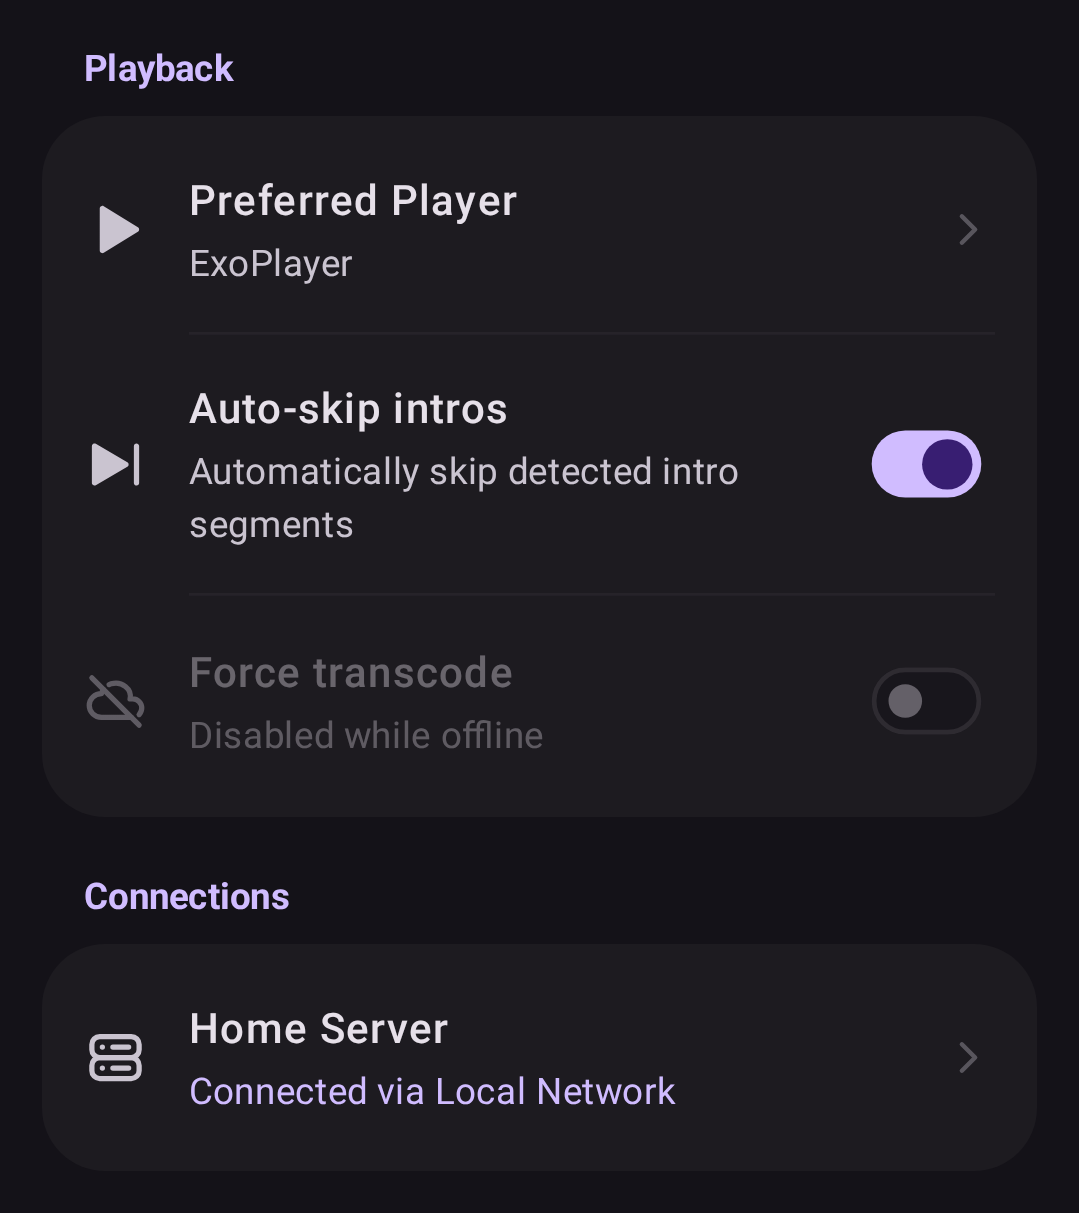 Playback
Preferred Player
ExoPlayer
Auto-skip intros
Automatically skip detected intro
segments
Force transcode
Disabled while offline
Connections
Home Server
Connected via Local Network